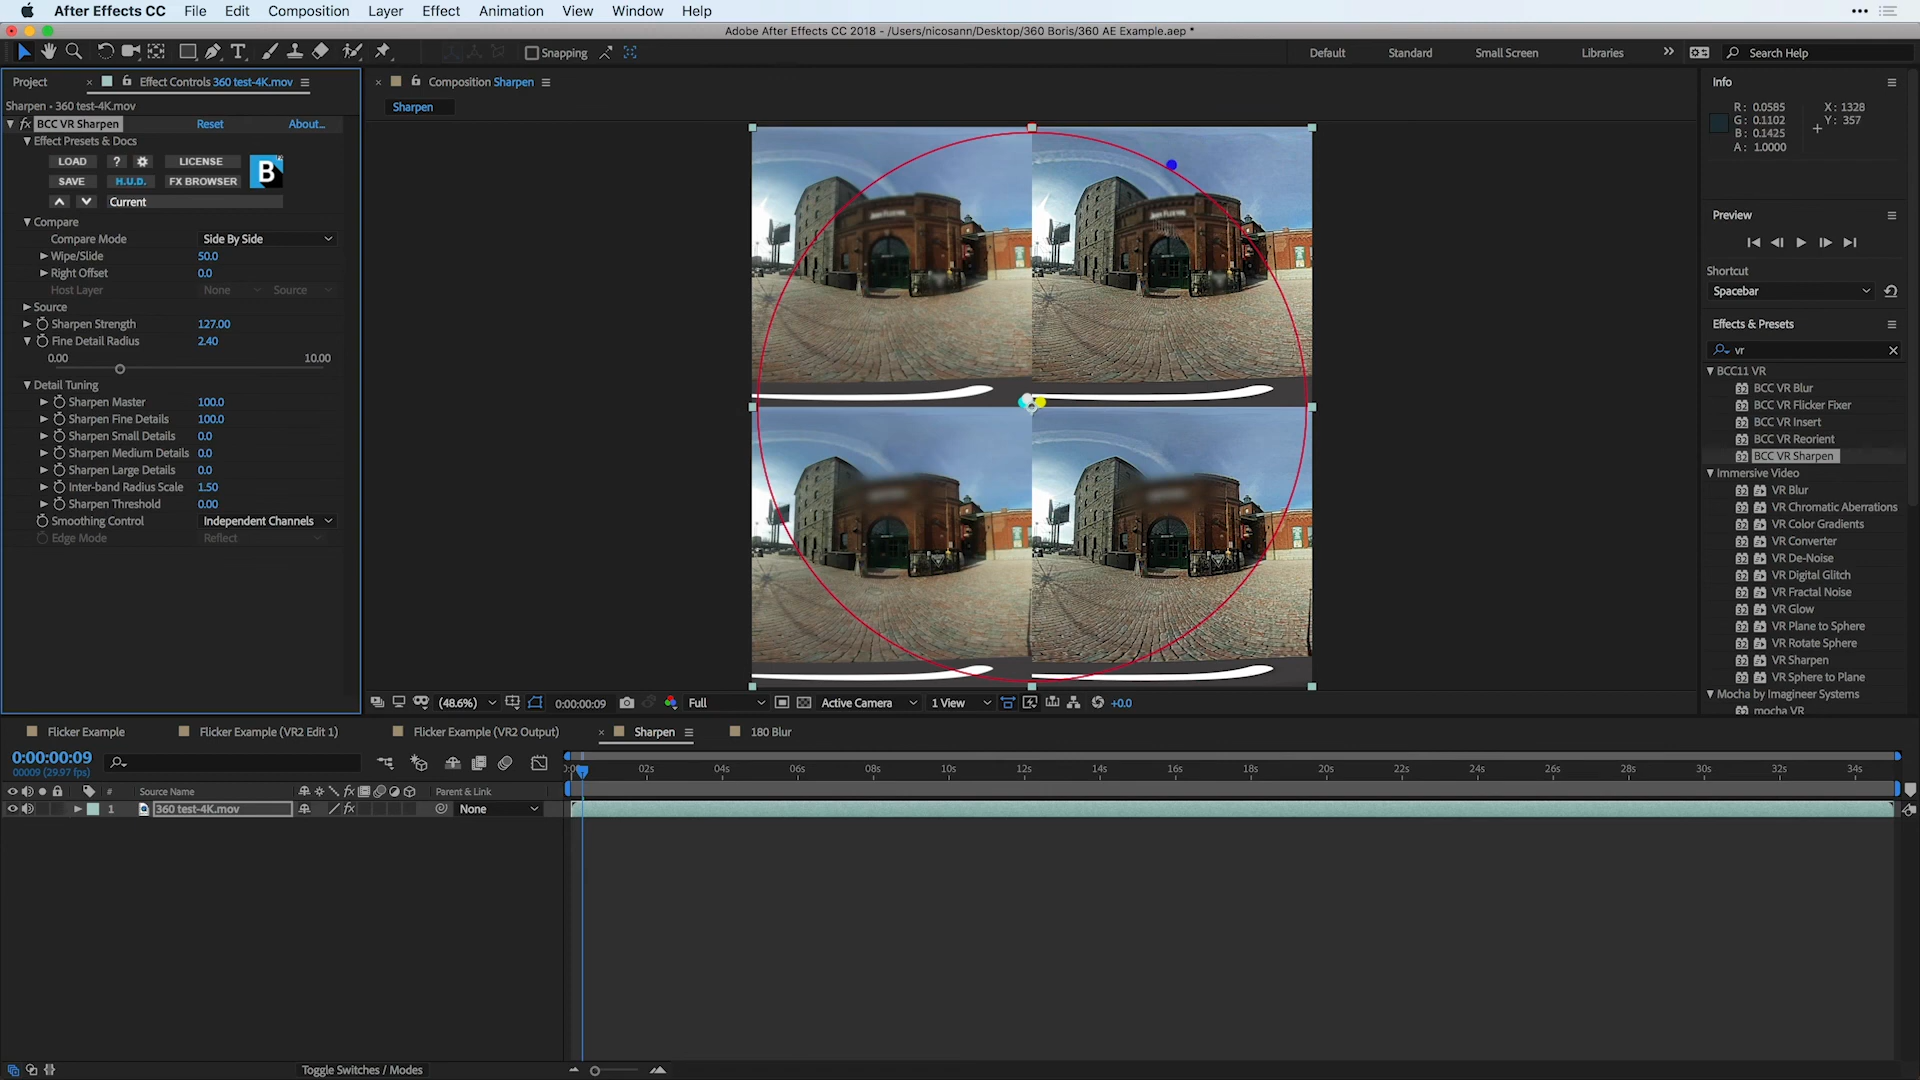 After Effects CC File Edit Composition Layer Effect Animation View Window Help
Adobe After Effects CC 2018 - /Users/nicosann/Desktop/360 Boris/360 AE Example.aep *
Snapping Default Standard Small Screen Libraries Search Help
Project × Effect Controls 360 test-4K.mov
Sharpen • 360 test-4K.mov
fx BCC VR Sharpen Reset About...
Effect Presets & Docs
LOAD ? LICENSE B
SAVE H.U.D. FX BROWSER
Current
Compare
Compare Mode Side By Side
Wipe/Slide 50.0
Right Offset 0.0
Host Layer None Source
Source
Sharpen Strength 127.00
Fine Detail Radius 2.40
0.00 10.00
Detail Tuning
Sharpen Master 100.0
Sharpen Fine Details 100.0
Sharpen Small Details 0.0
Sharpen Medium Details 0.0
Sharpen Large Details 0.0
Inter-band Radius Scale 1.50
Sharpen Threshold 0.00
Smoothing Control Independent Channels
Edge Mode Reflect
× Composition Sharpen
Sharpen
(48.6%) 0:00:00:09 Full Active Camera 1 View +0.0
Info
R: 0.0585 X: 1328
G: 0.1102 Y: 357
B: 0.1425
A: 1.0000
Preview
Shortcut
Spacebar
Effects & Presets
vr
BCC11 VR
BCC VR Blur
BCC VR Flicker Fixer
BCC VR Insert
BCC VR Reorient
BCC VR Sharpen
Immersive Video
VR Blur
VR Chromatic Aberrations
VR Color Gradients
VR Converter
VR De-Noise
VR Digital Glitch
VR Fractal Noise
VR Glow
VR Plane to Sphere
VR Rotate Sphere
VR Sharpen
VR Sphere to Plane
Mocha by Imagineer Systems
mocha VR
Flicker Example Flicker Example (VR2 Edit 1) Flicker Example (VR2 Output) × Sharpen 180 Blur
0:00:00:09
00009 (29.97 fps)
02s 04s 06s 08s 10s 12s 14s 16s 18s 20s 22s 24s 26s 28s 30s 32s 34s
# Source Name fx Parent & Link
1 360 test-4K.mov fx None
Toggle Switches / Modes